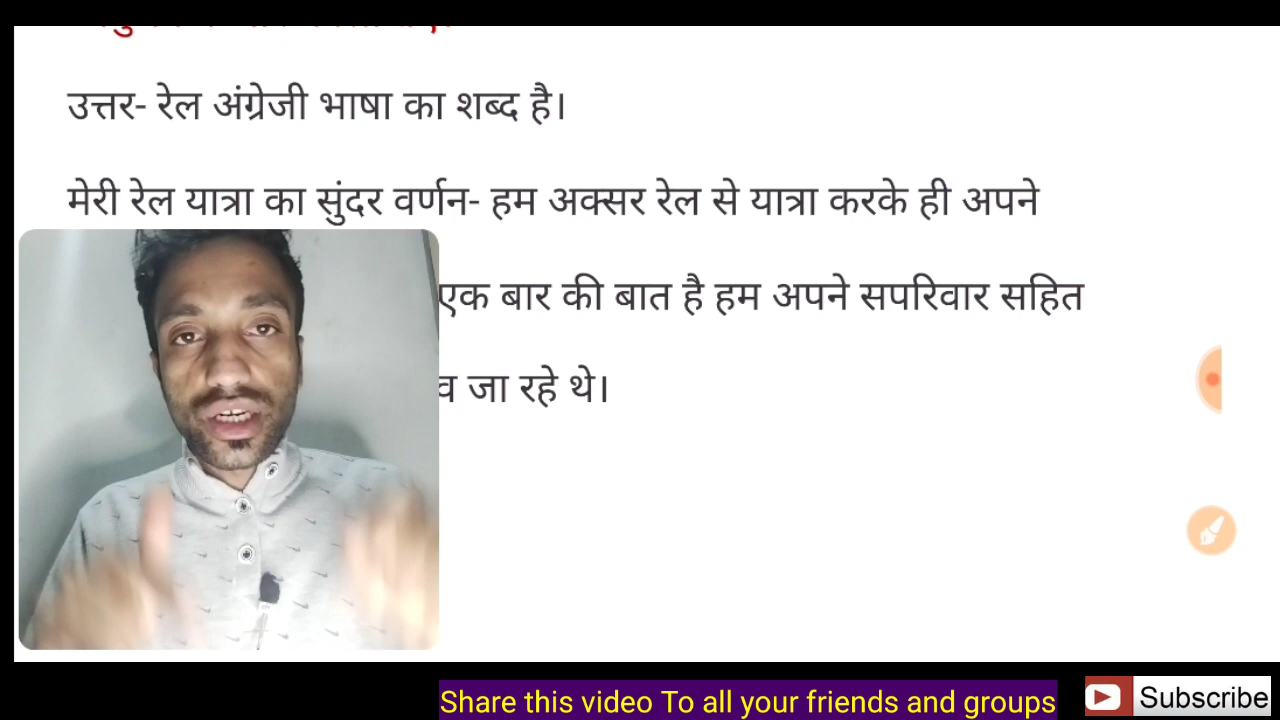 उत्तर- रेल अंग्रेजी भाषा का शब्द है।
मेरी रेल यात्रा का सुंदर वर्णन- हम अक्सर रेल से यात्रा करके ही अपने
एक बार की बात है हम अपने सपरिवार सहित
जा रहे थे।
Share this video To all your friends and groups
Subscribe